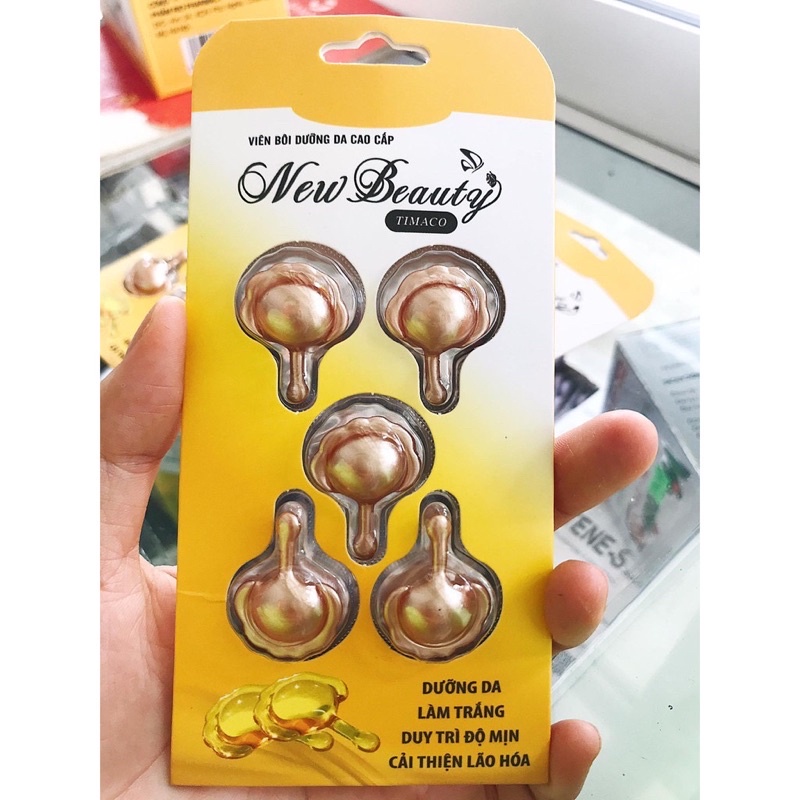 VIÊN BÔI DƯỠNG DA CAO CẤP
New Beauty
TIMACO
DƯỠNG DA
LÀM TRẮNG
DUY TRÌ ĐỘ MỊN
CẢI THIỆN LÃO HÓA
ENE-S